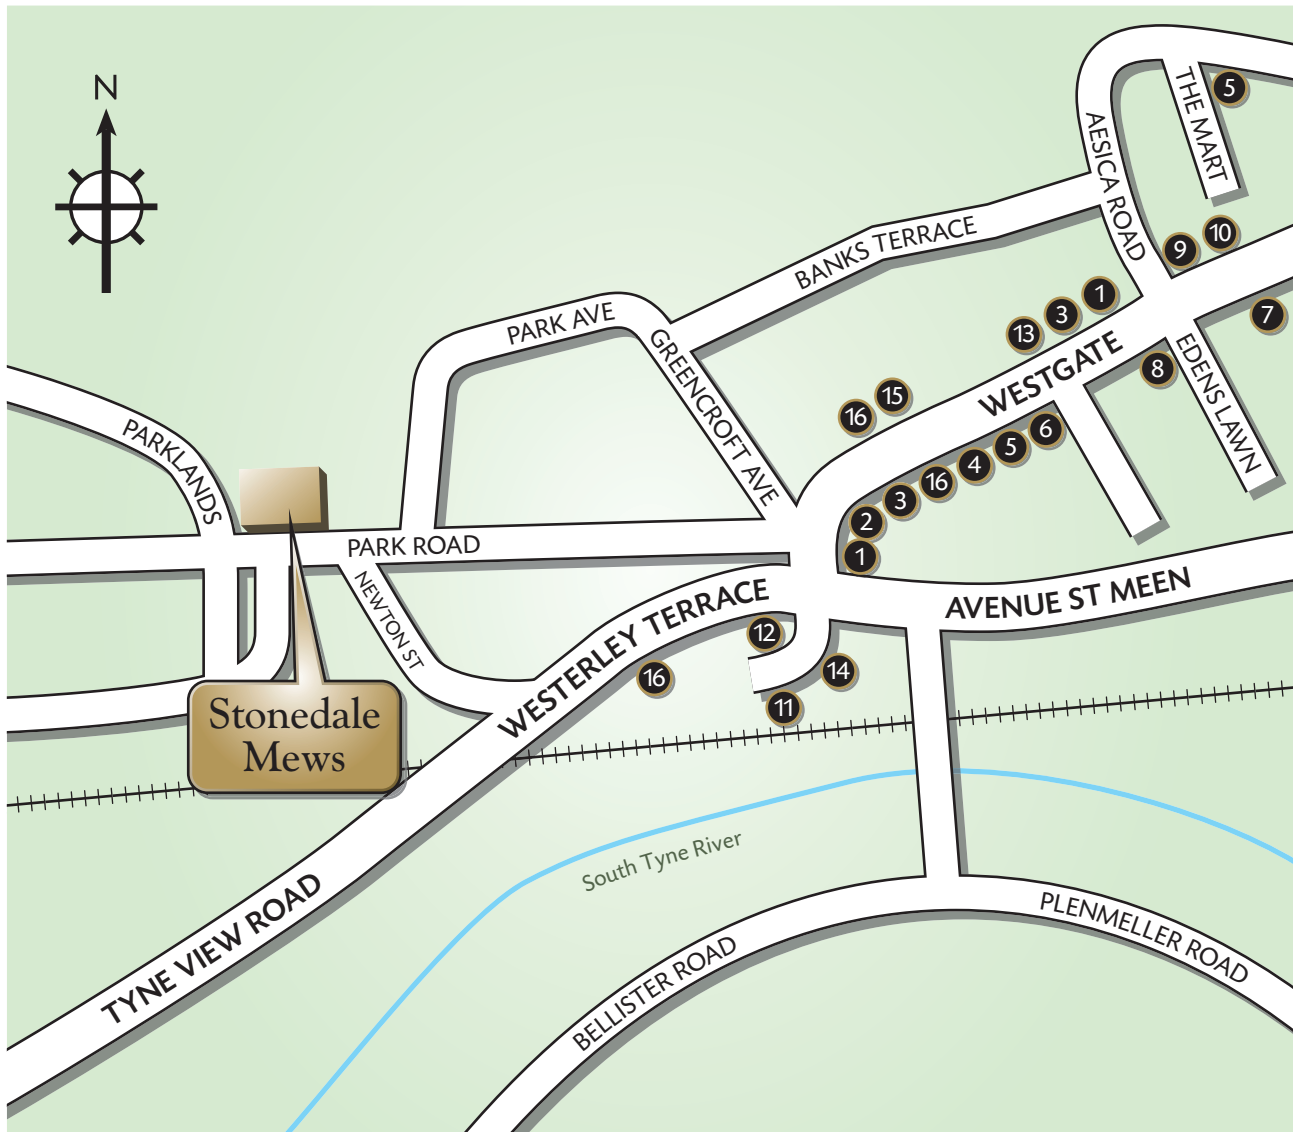 N
THE MART
5
AESICA ROAD
10
9
BANKS TERRACE
1
3
13
7
PARK AVE
GREENCROFT AVE
WESTGATE
EDENS LAWN
8
15
16
6
5
4
16
3
2
1
PARKLANDS
PARK ROAD
NEWTON ST
WESTERLEY TERRACE
AVENUE ST MEEN
12
16
14
11
Stonedale
Mews
South Tyne River
TYNE VIEW ROAD
BELLISTER ROAD
PLENMELLER ROAD